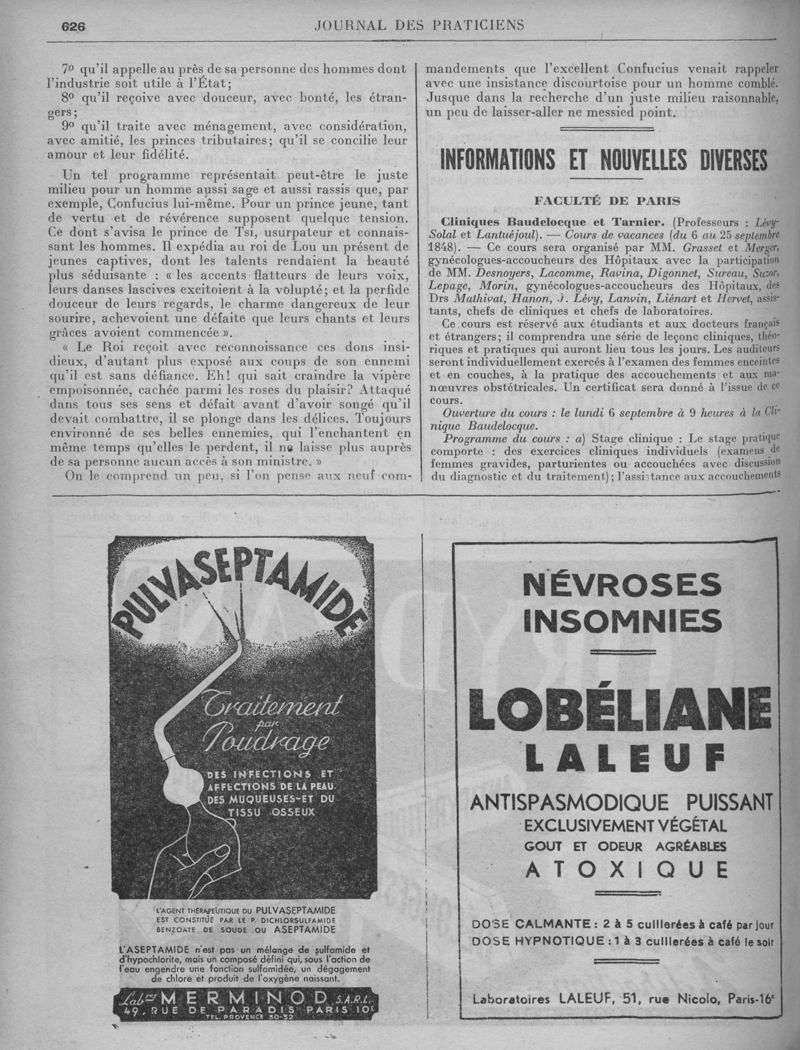 626
JOURNAL DES PRATICIENS
7º qu'il appelle au près de sa personne des hommes dont
l'industrie soit utile à l'État;
8º qu'il reçoive avec douceur, avec bonté, les étran-
gers;
9º qu'il traite avec ménagement, avec considération,
avec amitié, les princes tributaires; qu'il se concilie leur
amour et leur fidélité.
Un tel programme représentait peut-être le juste
milieu pour un homme aussi sage et aussi rassis que, par
exemple, Confucius lui-même. Pour un prince jeune, tant
de vertu et de révérence supposent quelque tension.
Ce dont s'avisa le prince de Tsi, usurpateur et connais-
sant les hommes. Il expédia au roi de Lou un présent de
jeunes captives, dont les talents rendaient la beauté
plus séduisante : « les accents flatteurs de leurs voix,
leurs danses lascives excitoient à la volupté; et la perfide
douceur de leurs regards, le charme dangereux de leur
sourire, achevoient une défaite que leurs chants et leurs
grâces avoient commencée ».
« Le Roi reçoit avec reconnoissance ces dons insi-
dieux, d'autant plus exposé aux coups de son ennemi
qu'il est sans défiance. Eh! qui sait craindre la vipère
empoisonnée, cachée parmi les roses du plaisir? Attaqué
dans tous ses sens et défait avant d'avoir songé qu'il
devait combattre, il se plonge dans les délices. Toujours
environné de ses belles ennemies, qui l'enchantent en
même temps qu'elles le perdent, il ne laisse plus auprès
de sa personne aucun accès à son ministre. »
On le comprend un peu, si l'on pense aux neuf com-
mandements que l'excellent Confucius venait rappeler
avec une insistance discourtoise pour un homme comblé.
Jusque dans la recherche d'un juste milieu raisonnable,
un peu de laisser-aller ne messied point.
INFORMATIONS ET NOUVELLES DIVERSES
FACULTÉ DE PARIS
Cliniques Baudelocque et Tarnier. (Professeurs : Lévy-
Solal et Lantuéjoul). — Cours de vacances (du 6 au 25 septembre
1848). — Ce cours sera organisé par MM. Grasset et Merger,
gynécologues-accoucheurs des Hôpitaux avec la participation
de MM. Desnoyers, Lacomme, Ravina, Digonnet, Sureau, Suzor,
Lepage, Morin, gynécologues-accoucheurs des Hôpitaux, des
Drs Mathivat, Hanon, J. Lévy, Lanvin, Liénart et Hervet, assis-
tants, chefs de cliniques et chefs de laboratoires.
Ce cours est réservé aux étudiants et aux docteurs français
et étrangers; il comprendra une série de leçons cliniques, théo-
riques et pratiques qui auront lieu tous les jours. Les auditeurs
seront individuellement exercés à l'examen des femmes enceintes
et en couches, à la pratique des accouchements et aux ma-
nœuvres obstétricales. Un certificat sera donné à l'issue de ce
cours.
Ouverture du cours : le lundi 6 septembre à 9 heures à la Cli-
nique Baudelocque.
Programme du cours : a) Stage clinique : Le stage pratique
comporte : des exercices cliniques individuels (examens de
femmes gravides, parturientes ou accouchées avec discussion
du diagnostic et du traitement); l'assistance aux accouchements
PULVASEPTAMIDE
Traitement
par
Poudrage
DES INFECTIONS ET
AFFECTIONS DE LA PEAU
DES MUQUEUSES-ET DU
TISSU OSSEUX
L'AGENT THÉRAPEUTIQUE DU PULVASEPTAMIDE
EST CONSTITUÉ PAR LE P. DICHLORSULFAMIDE
BENZOATE DE SOUDE OU ASEPTAMIDE
L'ASEPTAMIDE n'est pas un mélange de sulfamide et
d'hypochlorite, mais un composé défini qui, sous l'action de
l'eau engendre une fonction sulfamidée, un dégagement
de chlore et produit de l'oxygène naissant.
Labres MERMINOD S.A.R.L.
49, RUE DE PARADIS PARIS 10e
TEL. PROVENCE 30-32
NÉVROSES
INSOMNIES
LOBÉLIANE
LALEUF
ANTISPASMODIQUE PUISSANT
EXCLUSIVEMENT VÉGÉTAL
GOUT ET ODEUR AGRÉABLES
ATOXIQUE
DOSE CALMANTE : 2 à 5 cuillerées à café par jour
DOSE HYPNOTIQUE : 1 à 3 cuillerées à café le soir
Laboratoires LALEUF, 51, rue Nicolo, Paris-16e